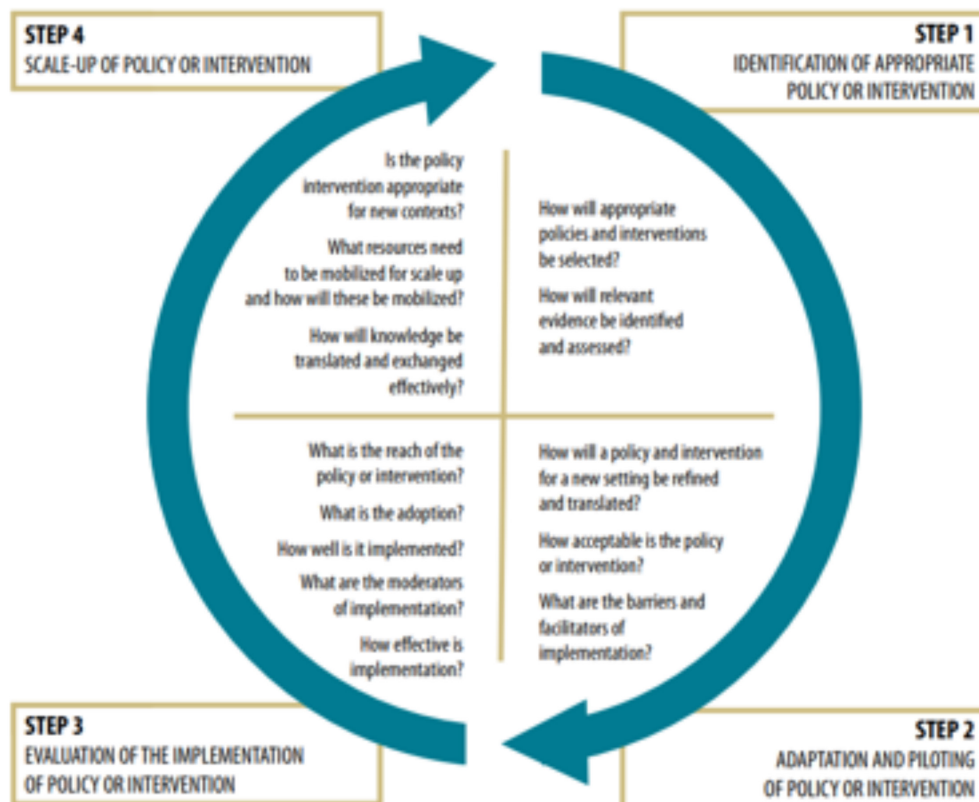 STEP 4
SCALE-UP OF POLICY OR INTERVENTION
STEP 1
IDENTIFICATION OF APPROPRIATE
POLICY OR INTERVENTION
Is the policy
intervention appropriate
for new contexts?
What resources need
to be mobilized for scale up
and how will these be mobilized?
How will knowledge be
translated and exchanged
effectively?
How will appropriate
policies and interventions
be selected?
How will relevant
evidence be identified
and assessed?
What is the reach of the
policy or intervention?
What is the adoption?
How well is it implemented?
What are the moderators
of implementation?
How effective is
implementation?
How will a policy and intervention
for a new setting be refined
and translated?
How acceptable is the policy
or intervention?
What are the barriers and
facilitators of
implementation?
STEP 3
EVALUATION OF THE IMPLEMENTATION
OF POLICY OR INTERVENTION
STEP 2
ADAPTATION AND PILOTING
OF POLICY OR INTERVENTION